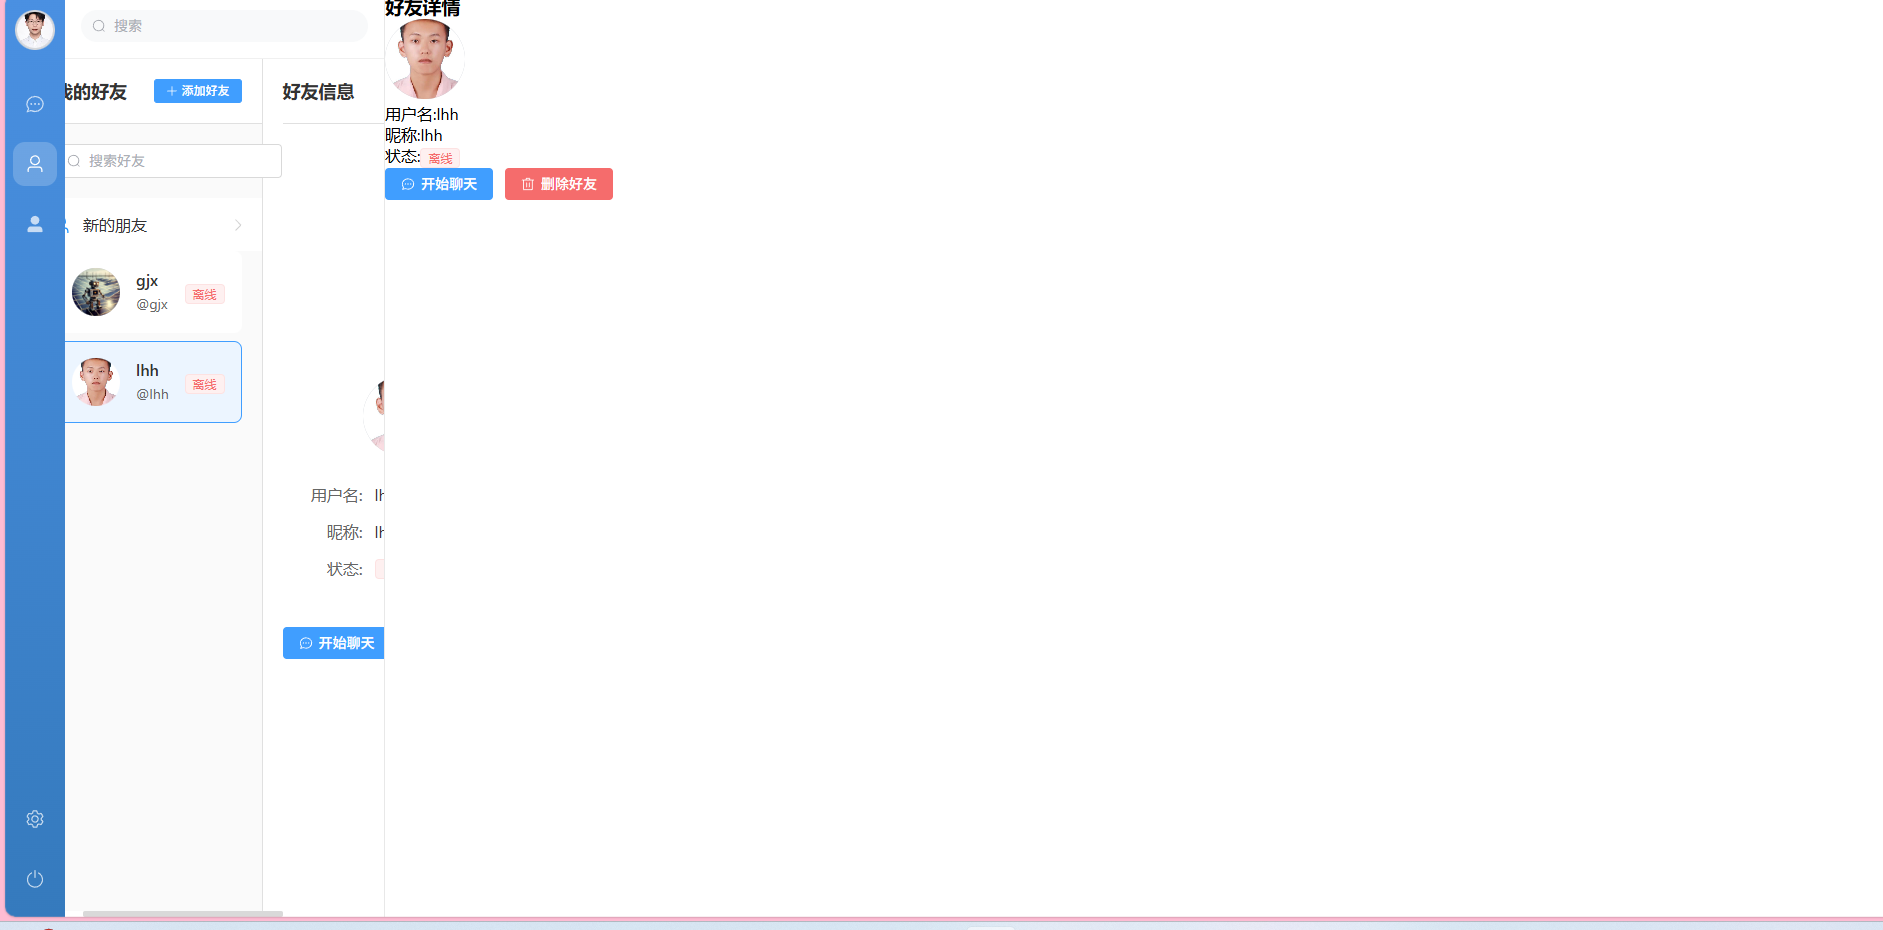 搜索
我的好友
添加好友
搜索好友
新的朋友
gjx
@gjx
离线
lhh
@lhh
离线
好友信息
用户名:
昵称:
状态:
开始聊天
好友详情
用户名:lhh
昵称:lhh
状态:离线
开始聊天
删除好友